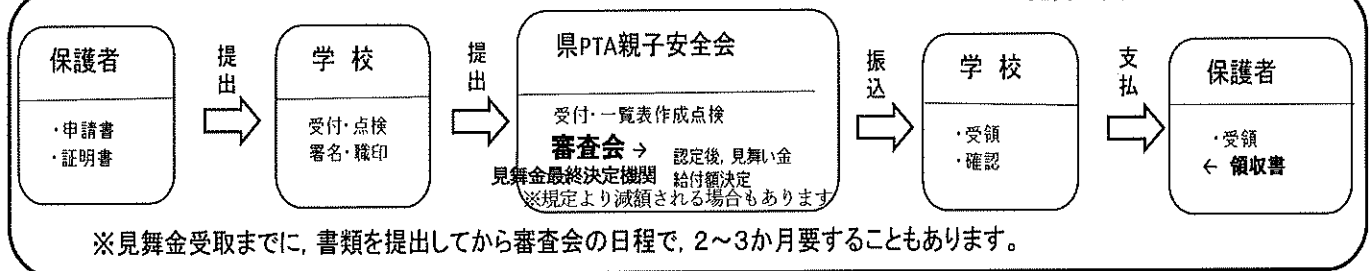 保護者
・申請書
・証明書
提出
学 校
受付・点検
署名・職印
提出
県PTA親子安全会
受付・一覧表作成点検
審査会→ 認定後,見舞い金
見舞金最終決定機関 給付額決定
※規定より減額される場合もあります
振込
学 校
・受領
・確認
支払
保護者
・受領
← 領収書
※見舞金受取までに,書類を提出してから審査会の日程で,2~3か月要することもあります。